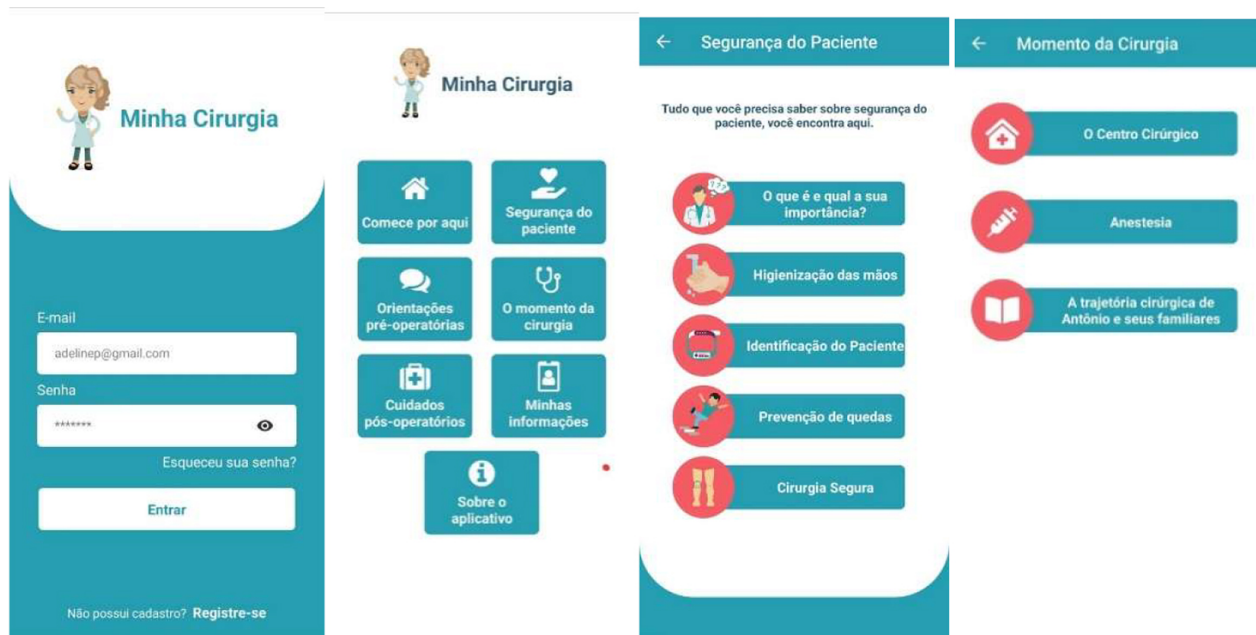 Minha Cirurgia
E-mail
adelinep@gmail.com
Senha
*******
Esqueceu sua senha?
Entrar
Não possui cadastro? Registre-se
Minha Cirurgia
Comece por aqui
Segurança do
paciente
Orientações
pré-operatórias
O momento da
cirurgia
Cuidados
pós-operatórios
Minhas
informações
Sobre o
aplicativo
Segurança do Paciente
Tudo que você precisa saber sobre segurança do
paciente, você encontra aqui.
O que é e qual a sua
importância?
Higienização das mãos
Identificação do Paciente
Prevenção de quedas
Cirurgia Segura
Momento da Cirurgia
O Centro Cirúrgico
Anestesia
A trajetória cirúrgica de
Antônio e seus familiares